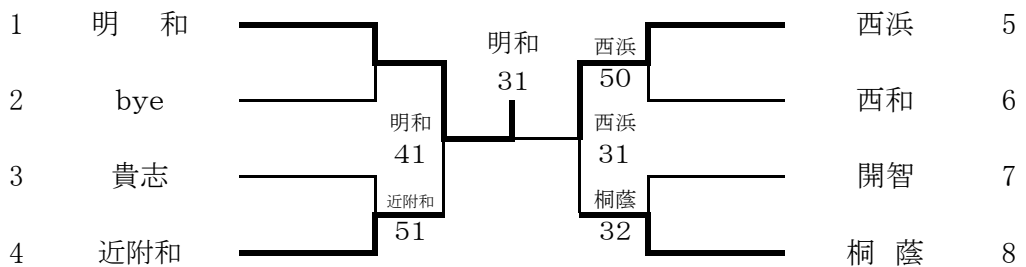 1 明 和
2 bye
3 貴志
4 近附和
明和
41
近附和
51
明和
31
西浜
50
西浜
31
桐蔭
32
西浜 5
西和 6
開智 7
桐 蔭 8